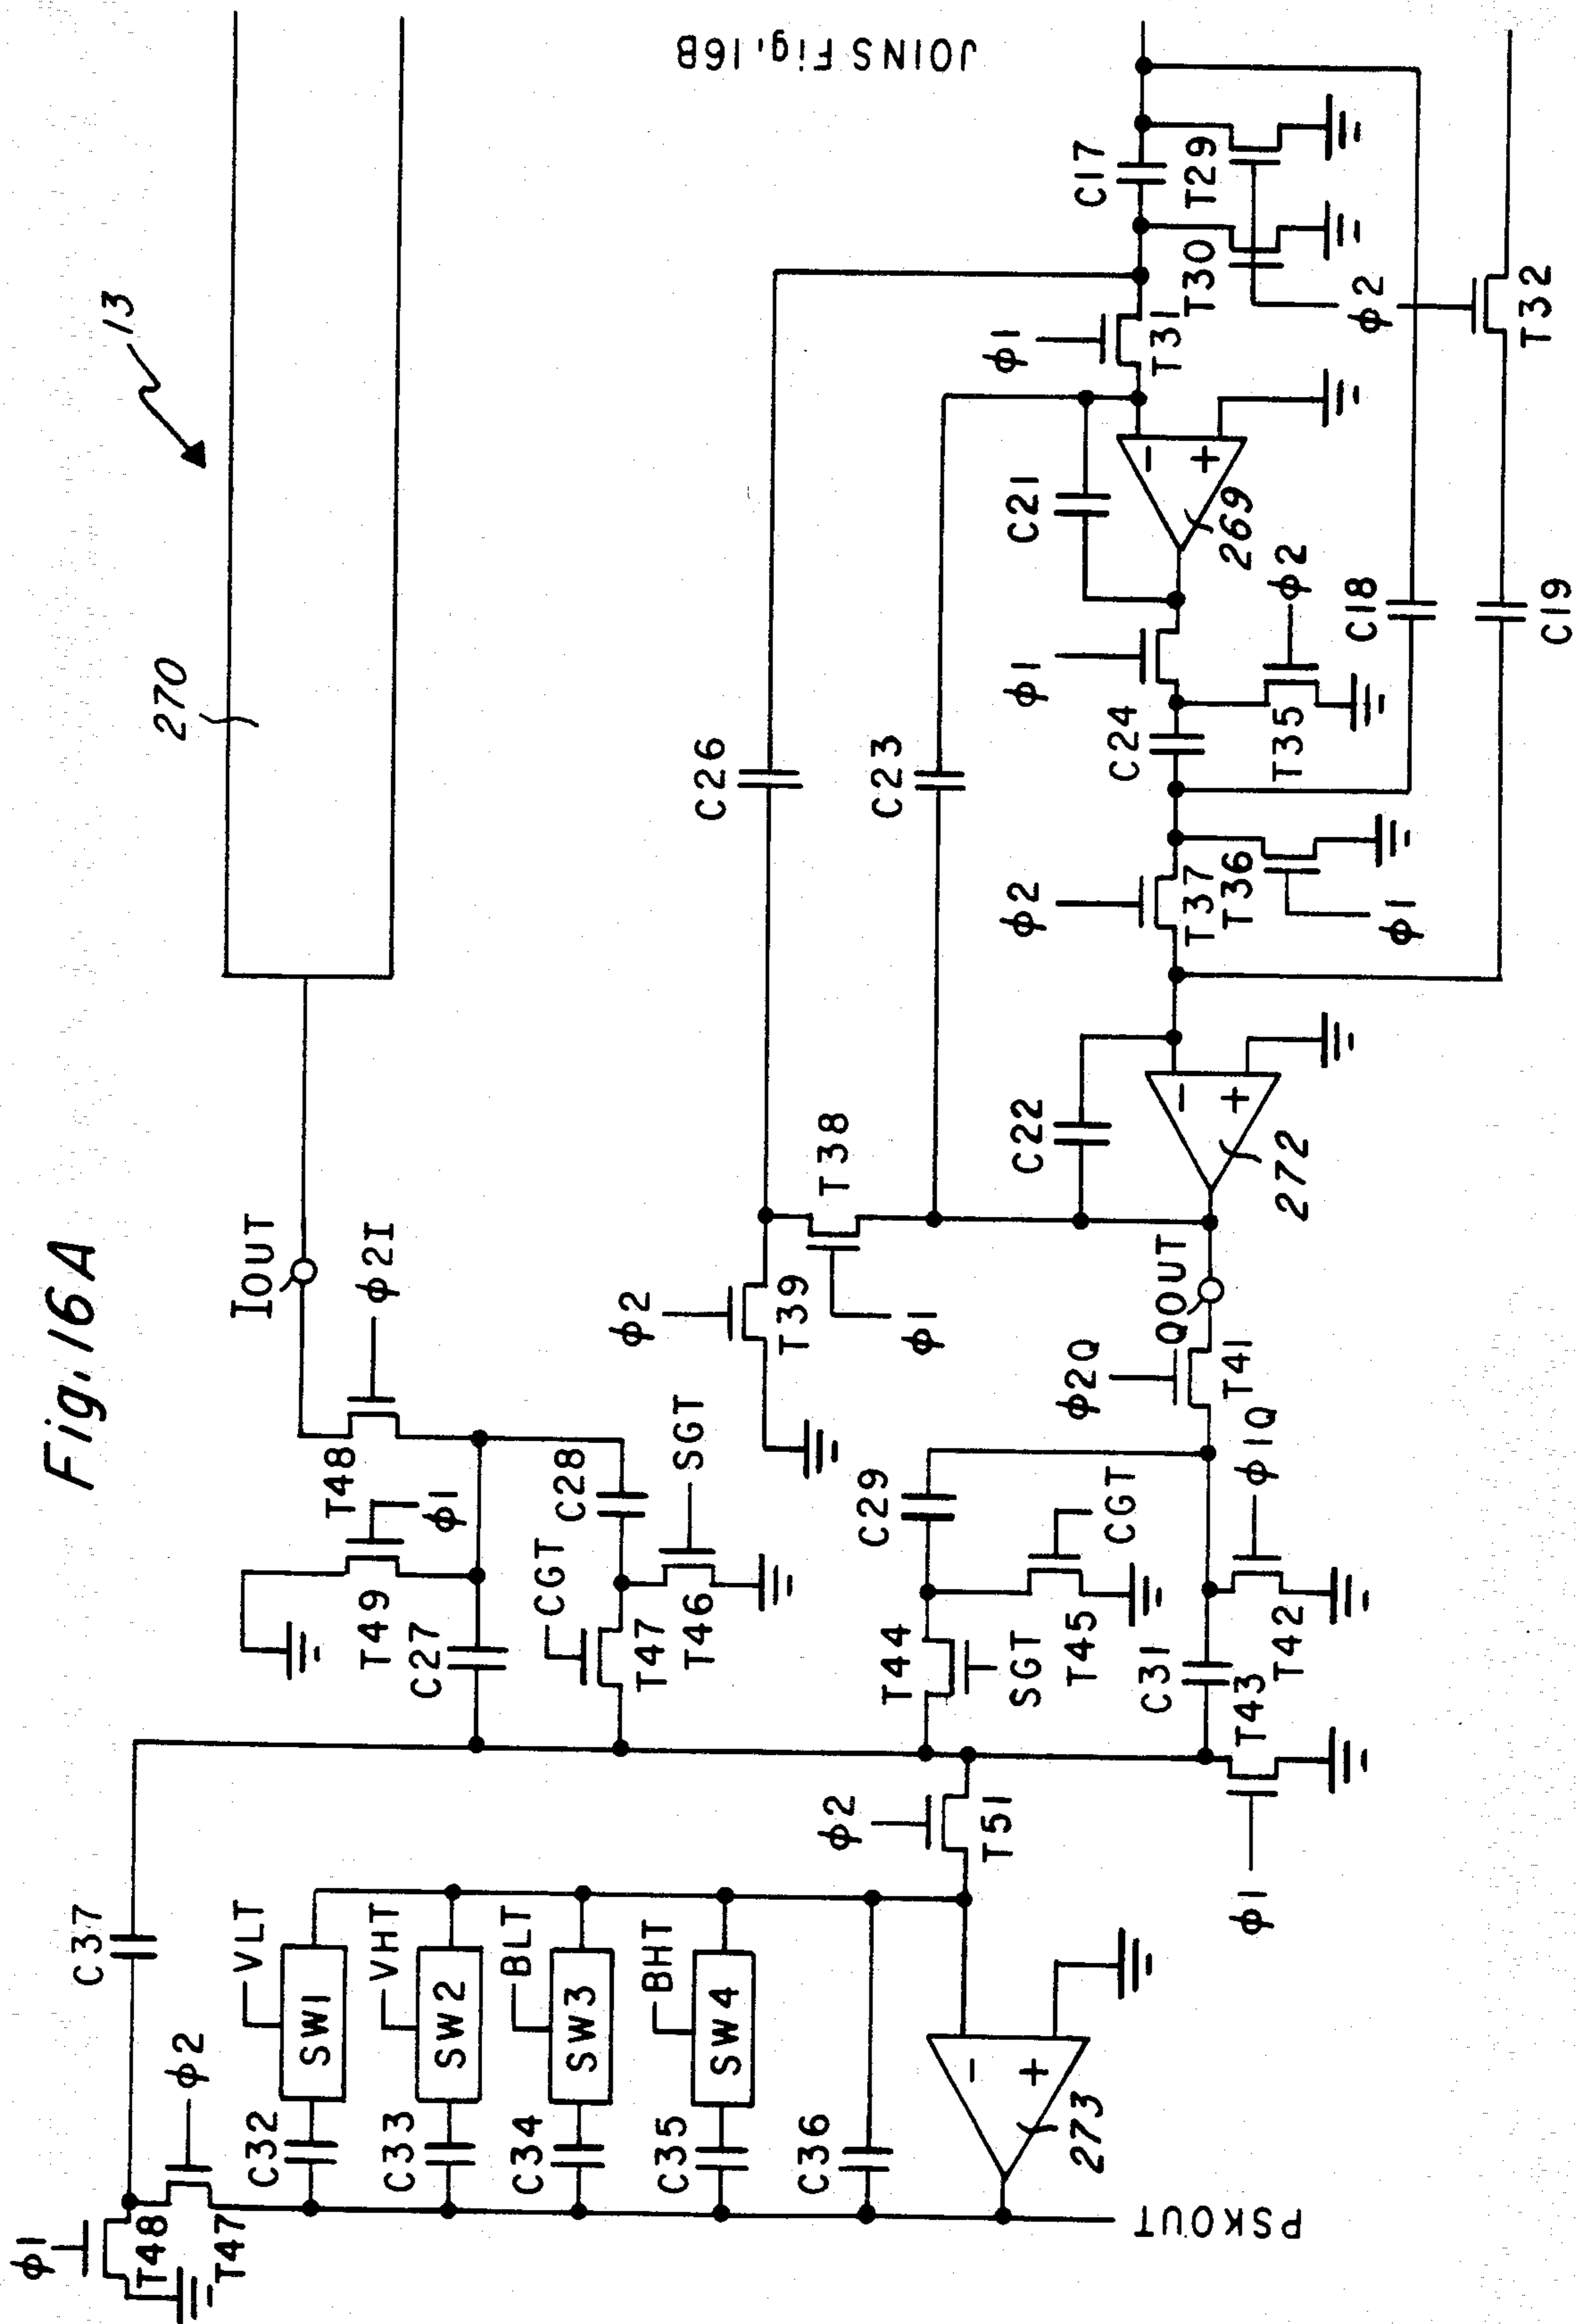 Fig. 16A
13
270
JOINS Fig. 16B
IOUT
φ2I
T48
φ1
T49
C27
C28
CGT
T47
SGT
T46
C37
φ1
T48
φ2
T47
VLT
SW1
C32
VHT
SW2
C33
BLT
SW3
C34
BHT
SW4
C35
C36
273
PSKOUT
φ2
T51
φ1
T43
C31
T42
φ1Q
C29
T44
SGT
T45
CGT
φ2Q
T41
QOUT
φ2
T39
φ1
T38
C26
C23
C22
272
φ2
T37
T36
φ1
C24
T35
φ2
φ1
C21
269
φ1
T31
T30
C17
T29
φ2
T32
C18
C19